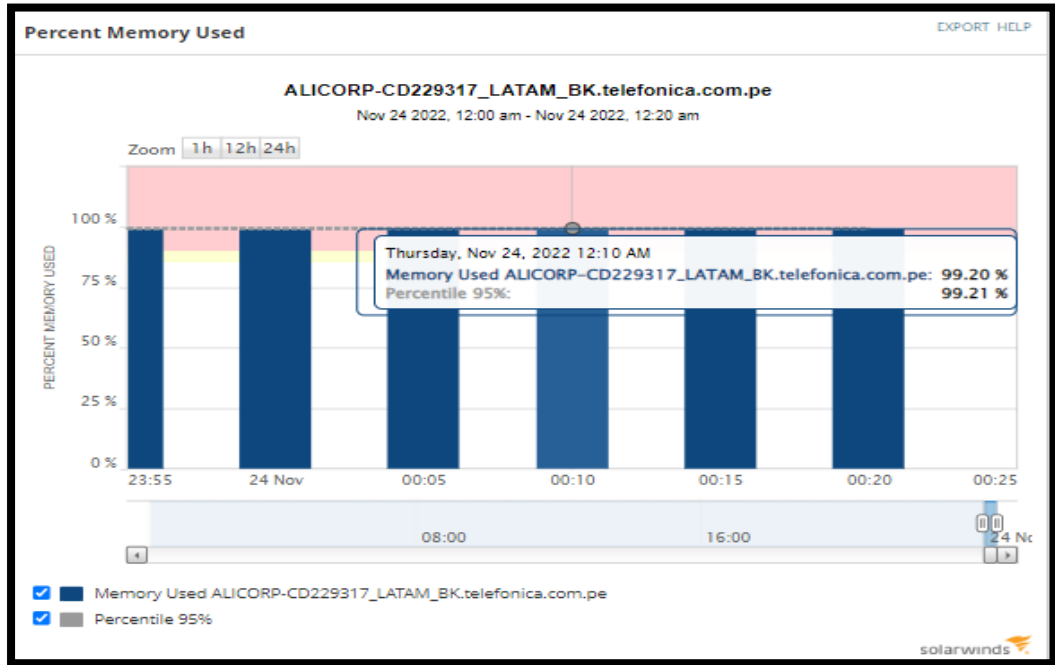 Percent Memory Used
EXPORT HELP
ALICORP-CD229317_LATAM_BK.telefonica.com.pe
Nov 24 2022, 12:00 am - Nov 24 2022, 12:20 am
Zoom 1h 12h 24h
PERCENT MEMORY USED
100 %
75 %
50 %
25 %
0 %
Thursday, Nov 24, 2022 12:10 AM
Memory Used ALICORP-CD229317_LATAM_BK.telefonica.com.pe: 99.20 %
Percentile 95%: 99.21 %
23:55 24 Nov 00:05 00:10 00:15 00:20 00:25
08:00 16:00 24 No
Memory Used ALICORP-CD229317_LATAM_BK.telefonica.com.pe
Percentile 95%
solarwinds